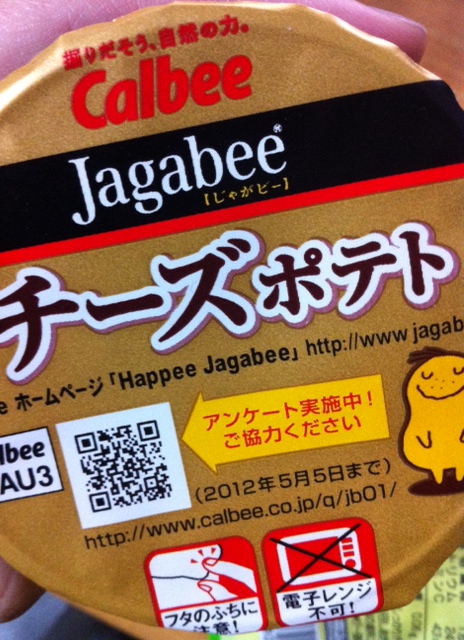 掘りだそう、自然の力。
Calbee
Jagabee®
【じゃがビー】
チーズポテト
e ホームページ「Happee Jagabee」http://www.jagab
アンケート実施中!
ご協力ください
lbee
AU3
(2012年5月5日まで)
http://www.calbee.co.jp/q/jb01/
フタのふちに
注意!
電子レンジ
不可!